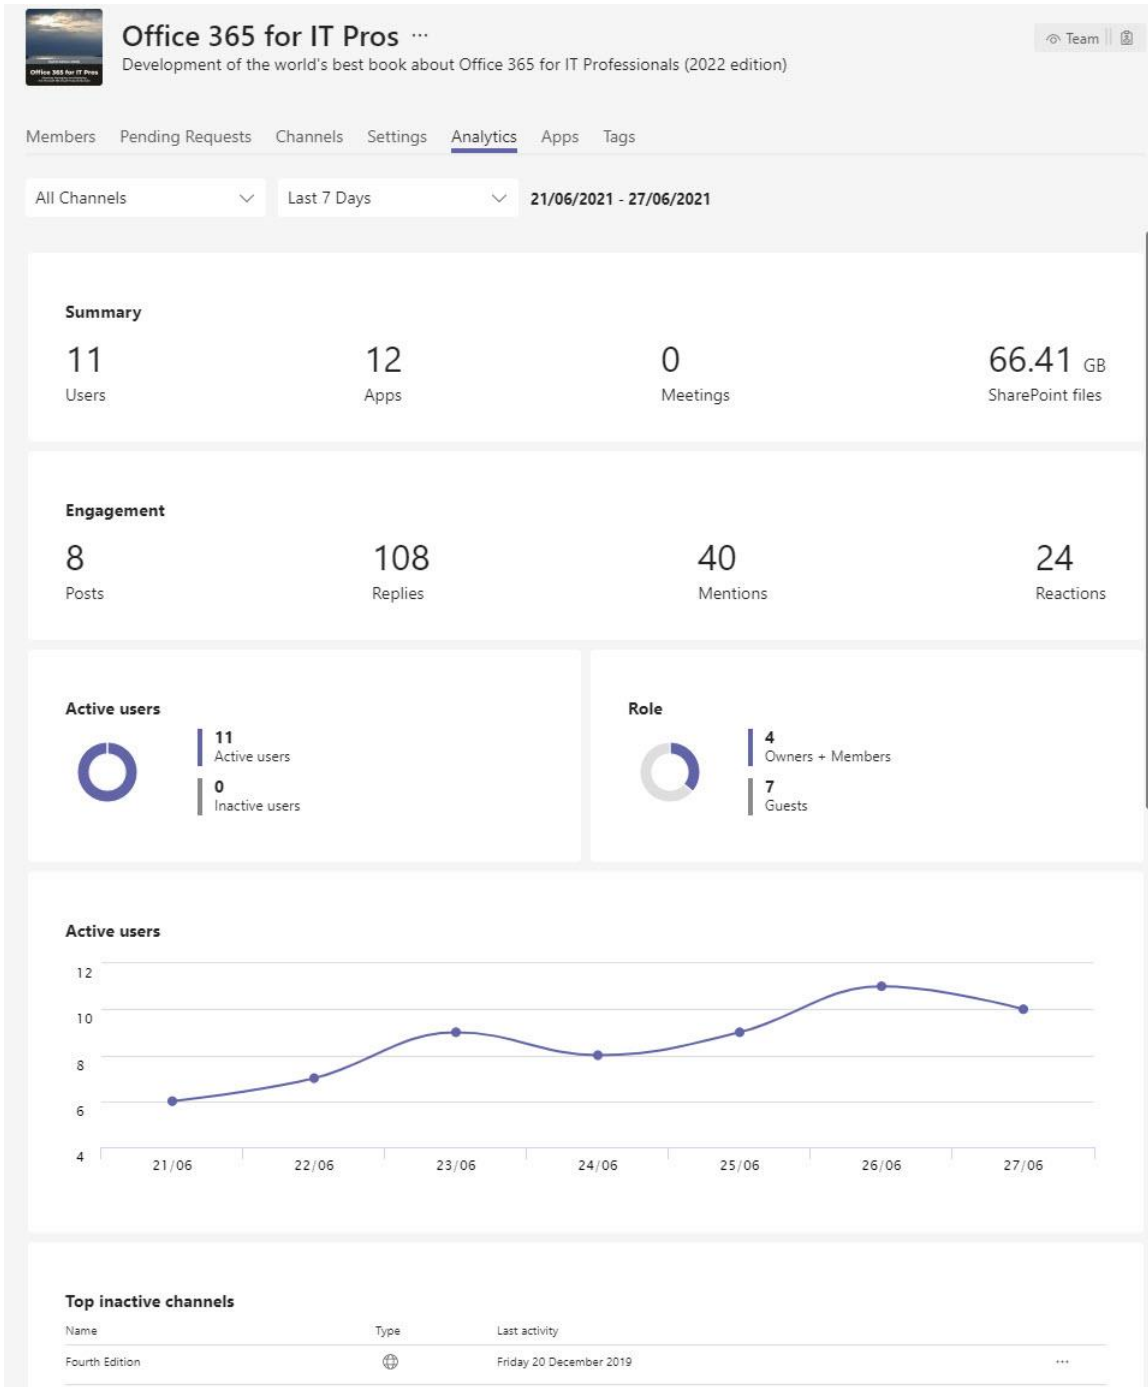 Office 365 for IT Pros ...
Team
Development of the world's best book about Office 365 for IT Professionals (2022 edition)
Office 365 for IT Pros
Members Pending Requests Channels Settings Analytics Apps Tags
All Channels Last 7 Days 21/06/2021 - 27/06/2021
Summary
11 12 0 66.41 GB
Users Apps Meetings SharePoint files
Engagement
8 108 40 24
Posts Replies Mentions Reactions
Active users
11
Active users
0
Inactive users
Role
4
Owners + Members
7
Guests
Active users
12
10
8
6
4
21/06 22/06 23/06 24/06 25/06 26/06 27/06
Top inactive channels
Name Type Last activity
Fourth Edition Friday 20 December 2019 ...